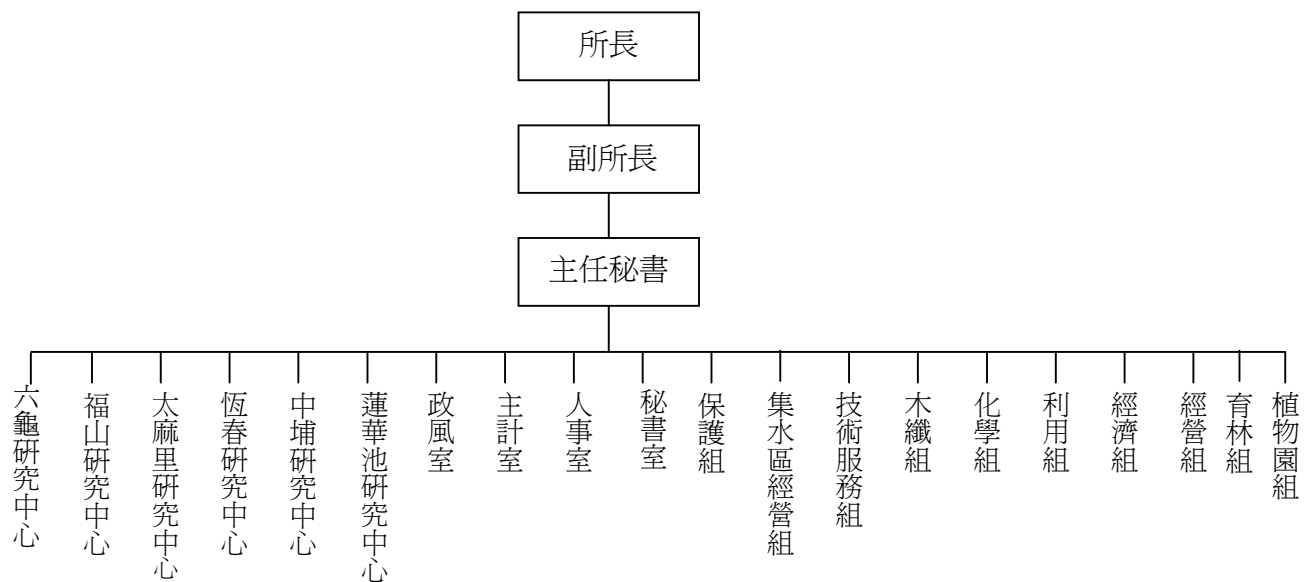 所長
副所長
主任秘書
六龜研究中心
福山研究中心
太麻里研究中心
恆春研究中心
中埔研究中心
蓮華池研究中心
政風室
主計室
人事室
秘書室
保護組
集水區經營組
技術服務組
木纖組
化學組
利用組
經濟組
經營組
育林組
植物園組